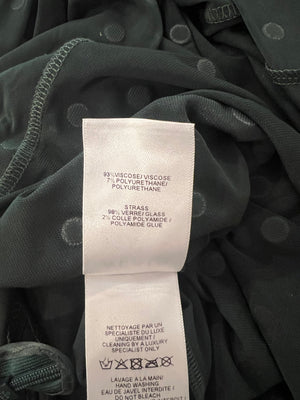 93%VISCOSE/ VISCOSE
7% POLYURETHANE/
POLYURETHANE
STRASS
98% VERRE/ GLASS
2% COLLE POLYAMIDE /
POLYAMIDE GLUE
NETTOYAGE PAR UN
SPECIALISTE DU LUXE
UNIQUEMENT /
CLEANING BY A LUXURY
SPECIALIST ONLY
LAVAGE A LA MAIN/
HAND WASHING
EAU DE JAVEL INTERDITE /
DO NOT BLEACH